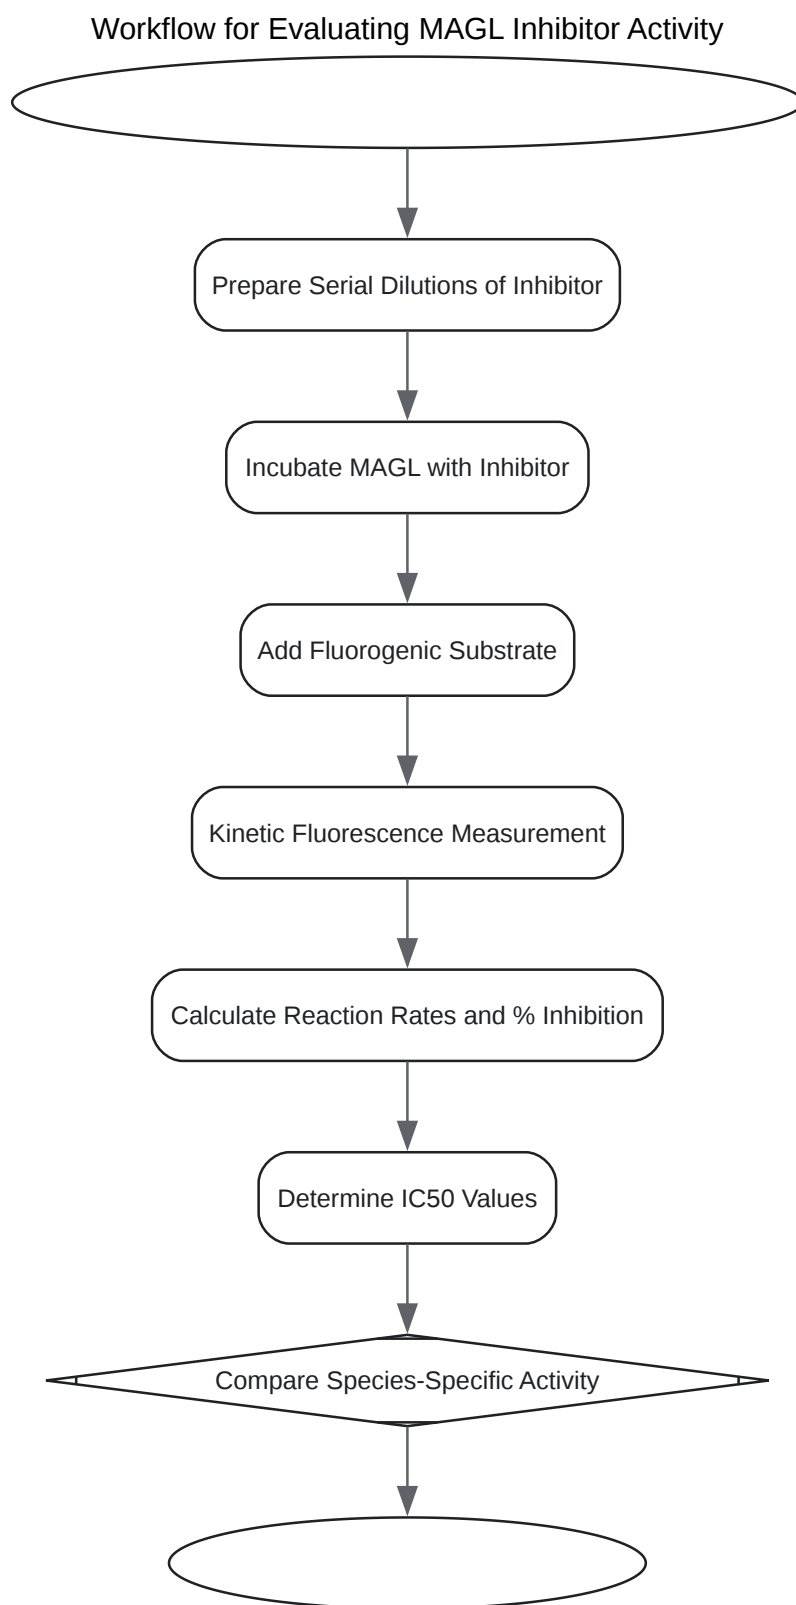 Workflow for Evaluating MAGL Inhibitor Activity
Prepare Serial Dilutions of Inhibitor
Incubate MAGL with Inhibitor
Add Fluorogenic Substrate
Kinetic Fluorescence Measurement
Calculate Reaction Rates and % Inhibition
Determine IC50 Values
Compare Species-Specific Activity